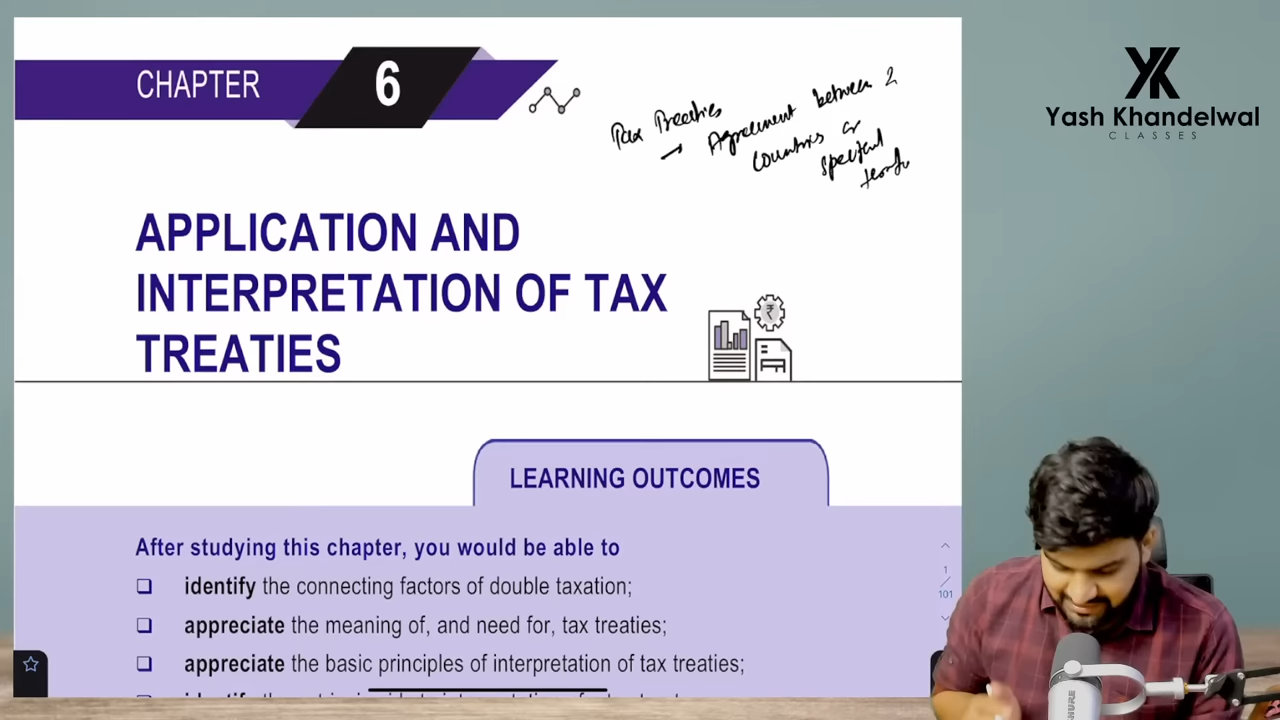 CHAPTER
6
Tax Treaties
→ Agreement between 2
Countries or
APPLICATION AND
INTERPRETATION OF TAX
TREATIES
₹
LEARNING OUTCOMES
After studying this chapter, you would be able to
❑ identify the connecting factors of double taxation;
❑ appreciate the meaning of, and need for, tax treaties;
❑ appreciate the basic principles of interpretation of tax treaties;
1
/
101
Yash Khandelwal
CLASSES
SHURE